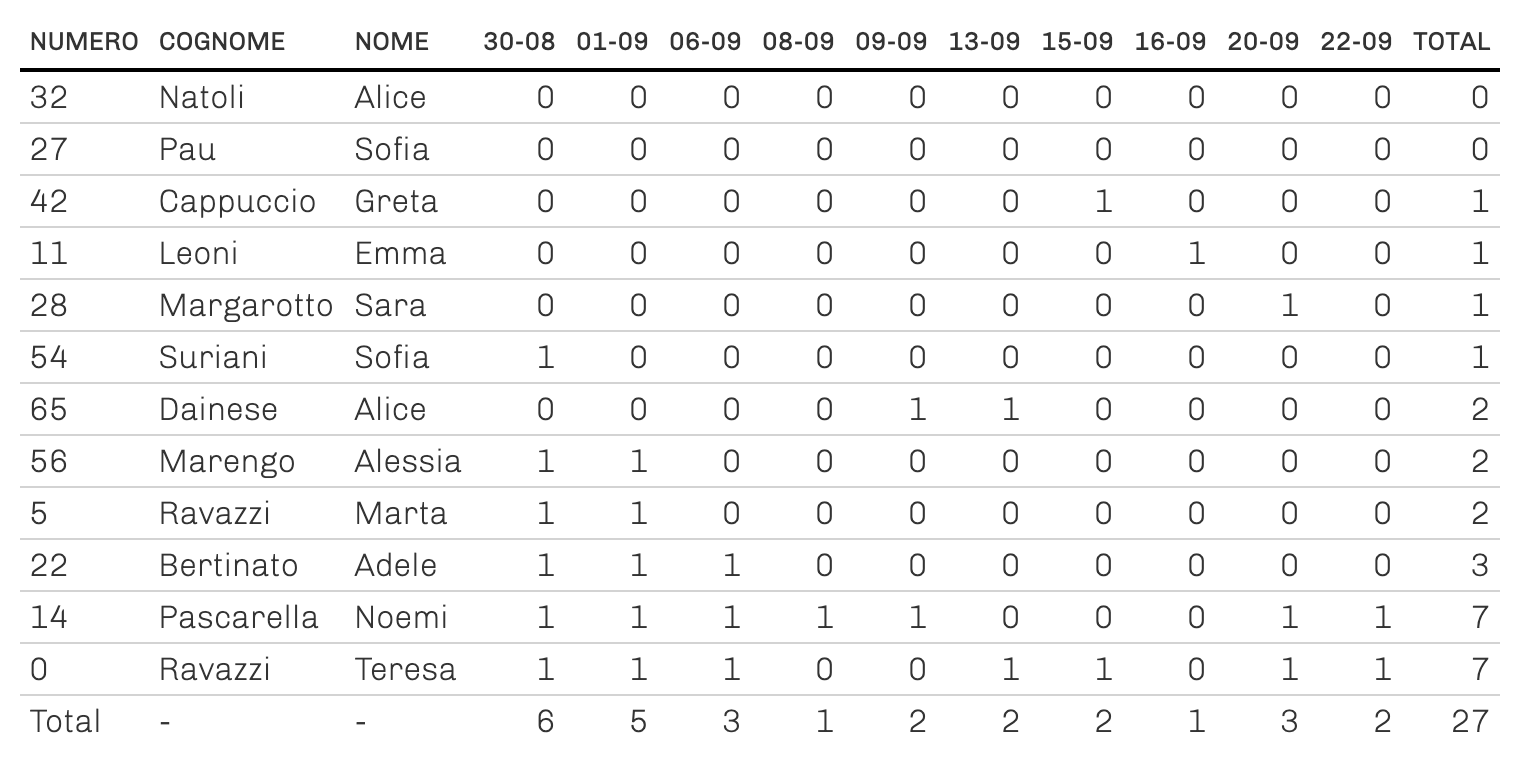 NUMERO COGNOME NOME 30-08 01-09 06-09 08-09 09-09 13-09 15-09 16-09 20-09 22-09 TOTAL
32 Natoli Alice 0 0 0 0 0 0 0 0 0 0 0
27 Pau Sofia 0 0 0 0 0 0 0 0 0 0 0
42 Cappuccio Greta 0 0 0 0 0 0 1 0 0 0 1
11 Leoni Emma 0 0 0 0 0 0 0 1 0 0 1
28 Margarotto Sara 0 0 0 0 0 0 0 0 1 0 1
54 Suriani Sofia 1 0 0 0 0 0 0 0 0 0 1
65 Dainese Alice 0 0 0 0 1 1 0 0 0 0 2
56 Marengo Alessia 1 1 0 0 0 0 0 0 0 0 2
5 Ravazzi Marta 1 1 0 0 0 0 0 0 0 0 2
22 Bertinato Adele 1 1 1 0 0 0 0 0 0 0 3
14 Pascarella Noemi 1 1 1 1 1 0 0 0 1 1 7
0 Ravazzi Teresa 1 1 1 0 0 1 1 0 1 1 7
Total - - 6 5 3 1 2 2 2 1 3 2 27